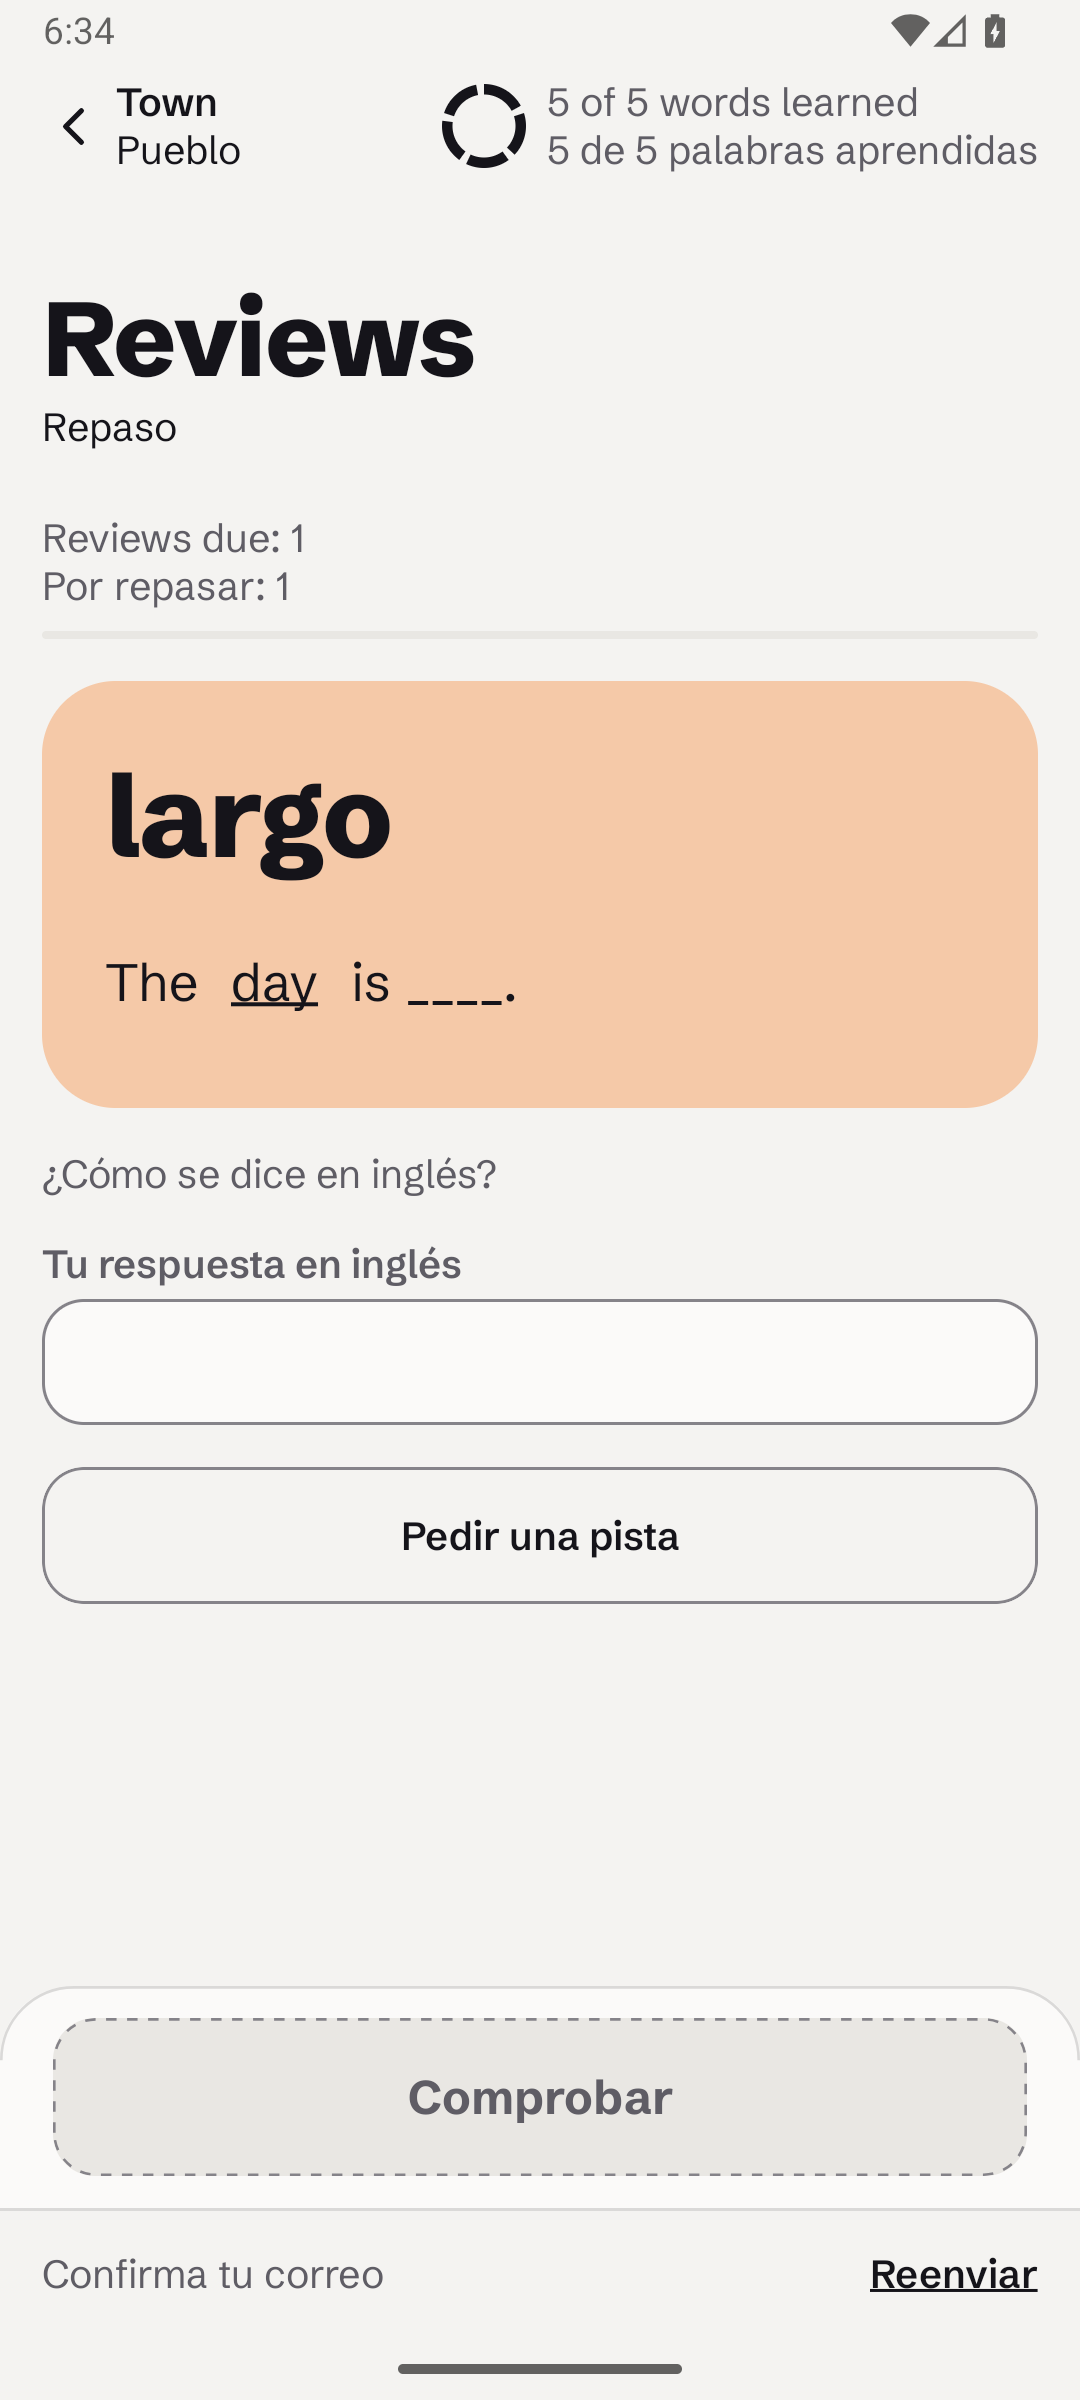 6:34
Town
Pueblo
5 of 5 words learned
5 de 5 palabras aprendidas
Reviews
Repaso
Reviews due: 1
Por repasar: 1
largo
The day is ____.
¿Cómo se dice en inglés?
Tu respuesta en inglés
Pedir una pista
Comprobar
Confirma tu correo
Reenviar